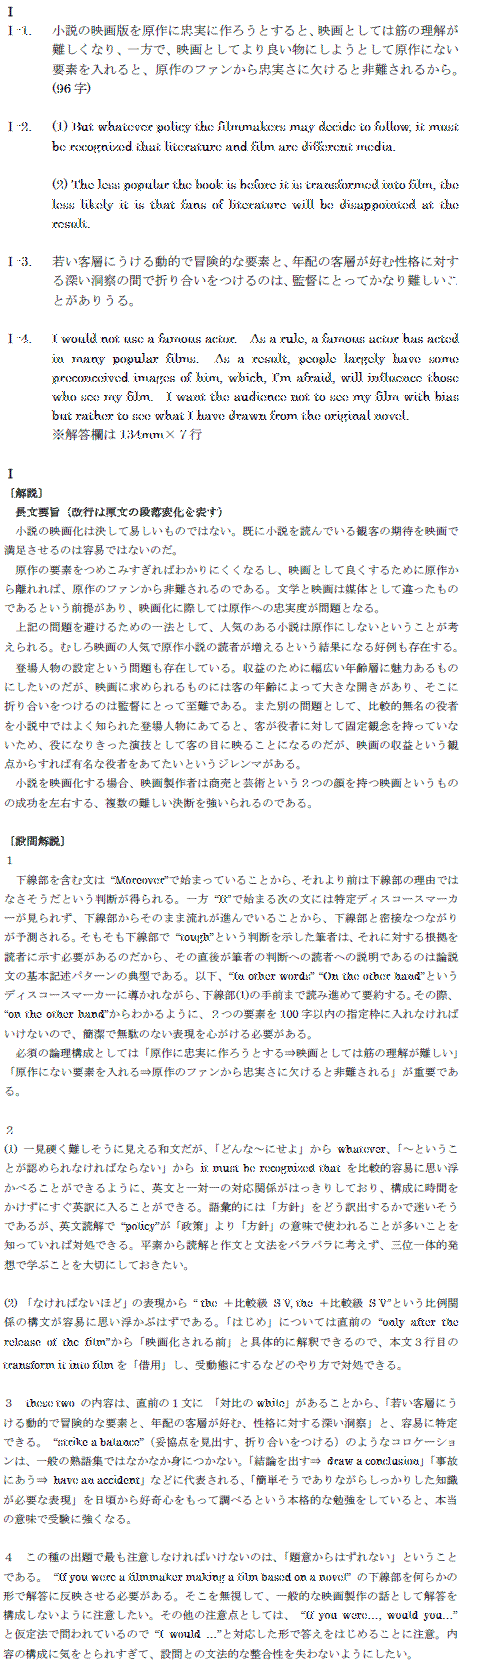 I
I-1. 小説の映画版を原作に忠実に作ろうとすると、映画としては筋の理解が
難しくなり、一方で、映画としてより良い物にしようとして原作にない
要素を入れると、原作のファンから忠実さに欠けると非難されるから。
(96 字)
I-2. (1) But whatever policy the filmmakers may decide to follow, it must
be recognized that literature and film are different media.
(2) The less popular the book is before it is transformed into film, the
less likely it is that fans of literature will be disappointed at the
result.
I-3. 若い客層にうける動的で冒険的な要素と、年配の客層が好む性格に対す
る深い洞察の間で折り合いをつけるのは、監督にとってかなり難しいこ
とがありうる。
I-4. I would not use a famous actor. As a rule, a famous actor has acted
in many popular films. As a result, people largely have some
preconceived images of him, which, I'm afraid, will influence those
who see my film. I want the audience not to see my film with bias
but rather to see what I have drawn from the original novel.
※解答欄は 134mm×7 行
I
〔解説〕
長文要旨（改行は原文の段落変化を表す）
小説の映画化は決して易しいものではない。既に小説を読んでいる観客の期待を映画で
満足させるのは容易ではないのだ。
原作の要素をつめこみすぎればわかりにくくなるし、映画として良くするために原作か
ら離れれば、原作のファンから非難されるのである。文学と映画は媒体として違ったもの
であるという前提があり、映画化に際しては原作への忠実度が問題となる。
上記の問題を避けるための一法として、人気のある小説は原作にしないということが考
えられる。むしろ映画の人気で原作小説の読者が増えるという結果になる好例も存在する。
登場人物の設定という問題も存在している。収益のために幅広い年齢層に魅力あるもの
にしたいのだが、映画に求められるものには客の年齢によって大きな開きがあり、そこに
折り合いをつけるのは監督にとって至難である。また別の問題として、比較的無名の役者
を小説中ではよく知られた登場人物にあてると、客が役者に対して固定観念を持っていな
いため、役になりきった演技として客の目に映ることになるのだが、映画の収益という観
点からすれば有名な役者をあてたいというジレンマがある。
小説を映画化する場合、映画製作者は商売と芸術という２つの顔を持つ映画というもの
の成功を左右する、複数の難しい決断を強いられるのである。
〔設問解説〕
1
下線部を含む文は “Moreover”で始まっていることから、それより前は下線部の理由では
なさそうだという判断が得られる。一方 “If”で始まる次の文には特定ディスコースマーカ
ーが見られず、下線部からそのまま流れが進んでいることから、下線部と密接なつながり
が予測される。そもそも下線部で “tough”という判断を示した筆者は、それに対する根拠を
読者に示す必要があるのだから、その直後が筆者の判断への読者への説明であるのは論説
文の基本記述パターンの典型である。以下、“In other words” “On the other hand”という
ディスコースマーカーに導かれながら、下線部(1)の手前まで読み進めて要約する。その際、
“on the other hand”からわかるように、２つの要素を 100 字以内の指定枠に入れなければ
いけないので、簡潔で無駄のない表現を心がける必要がある。
必須の論理構成としては「原作に忠実に作ろうとする⇒映画としては筋の理解が難しい」
「原作にない要素を入れる⇒原作のファンから忠実さに欠けると非難される」が重要であ
る。
2
(1) 一見硬く難しそうに見える和文だが、「どんな～にせよ」から whatever、「～というこ
とが認められなければならない」から it must be recognized that を比較的容易に思い浮
かべることができるように、英文と一対一の対応関係がはっきりしており、構成に時間を
かけずにすぐ英訳に入ることができる。語彙的には「方針」をどう訳出するかで迷いそう
であるが、英文読解で “policy”が「政策」より「方針」の意味で使われることが多いことを
知っていれば対処できる。平素から読解と作文と文法をバラバラに考えず、三位一体的発
想で学ぶことを大切にしておきたい。
(2) 「なければないほど」の表現から “ the ＋比較級 S V, the ＋比較級 S V”という比例関
係の構文が容易に思い浮かぶはずである。「はじめ」については直前の “only after the
release of the film”から「映画化される前」と具体的に解釈できるので、本文３行目の
transform it into film を「借用」し、受動態にするなどのやり方で対処できる。
3 these two の内容は、直前の１文に 「対比の while」があることから、「若い客層にう
ける動的で冒険的な要素と、年配の客層が好む、性格に対する深い洞察」と、容易に特定
できる。 “strike a balance”（妥協点を見出す、折り合いをつける）のようなコロケーショ
ンは、一般の熟語集ではなかなか身につかない。「結論を出す⇒ draw a conclusion」「事故
にあう⇒ have an accident」などに代表される、「簡単そうでありながらしっかりした知識
が必要な表現」を日頃から好奇心をもって調べるという本格的な勉強をしていると、本当
の意味で受験に強くなる。
4 この種の出題で最も注意しなければいけないのは、「題意からはずれない」ということ
である。 “If you were a filmmaker making a film based on a novel” の下線部を何らかの
形で解答に反映させる必要がある。そこを無視して、一般的な映画製作の話として解答を
構成しないように注意したい。その他の注意点としては、 “If you were..., would you...”
と仮定法で問われているので “I would ...”と対応した形で答えをはじめることに注意。内
容の構成に気をとられすぎて、設問との文法的な整合性を失わないようにしたい。